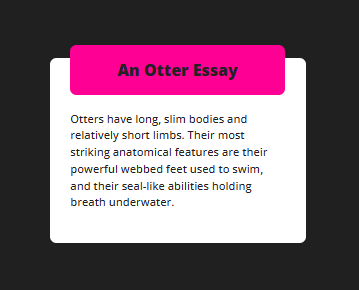 An Otter Essay
Otters have long, slim bodies and
relatively short limbs. Their most
striking anatomical features are their
powerful webbed feet used to swim,
and their seal-like abilities holding
breath underwater.